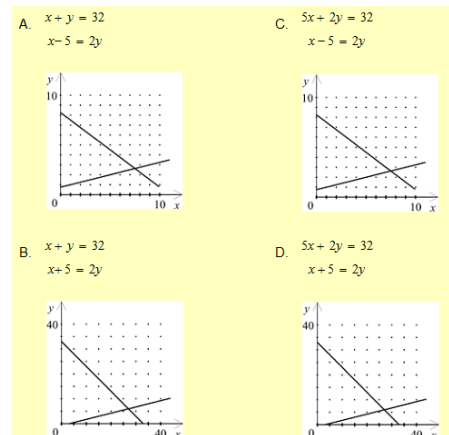 A. x + y = 32
x – 5 = 2y
y
10
0
10 x
B. x + y = 32
x + 5 = 2y
y
40
0
40 x
C. 5x + 2y = 32
x – 5 = 2y
y
10
0
10 x
D. 5x + 2y = 32
x + 5 = 2y
y
40
0
40 x